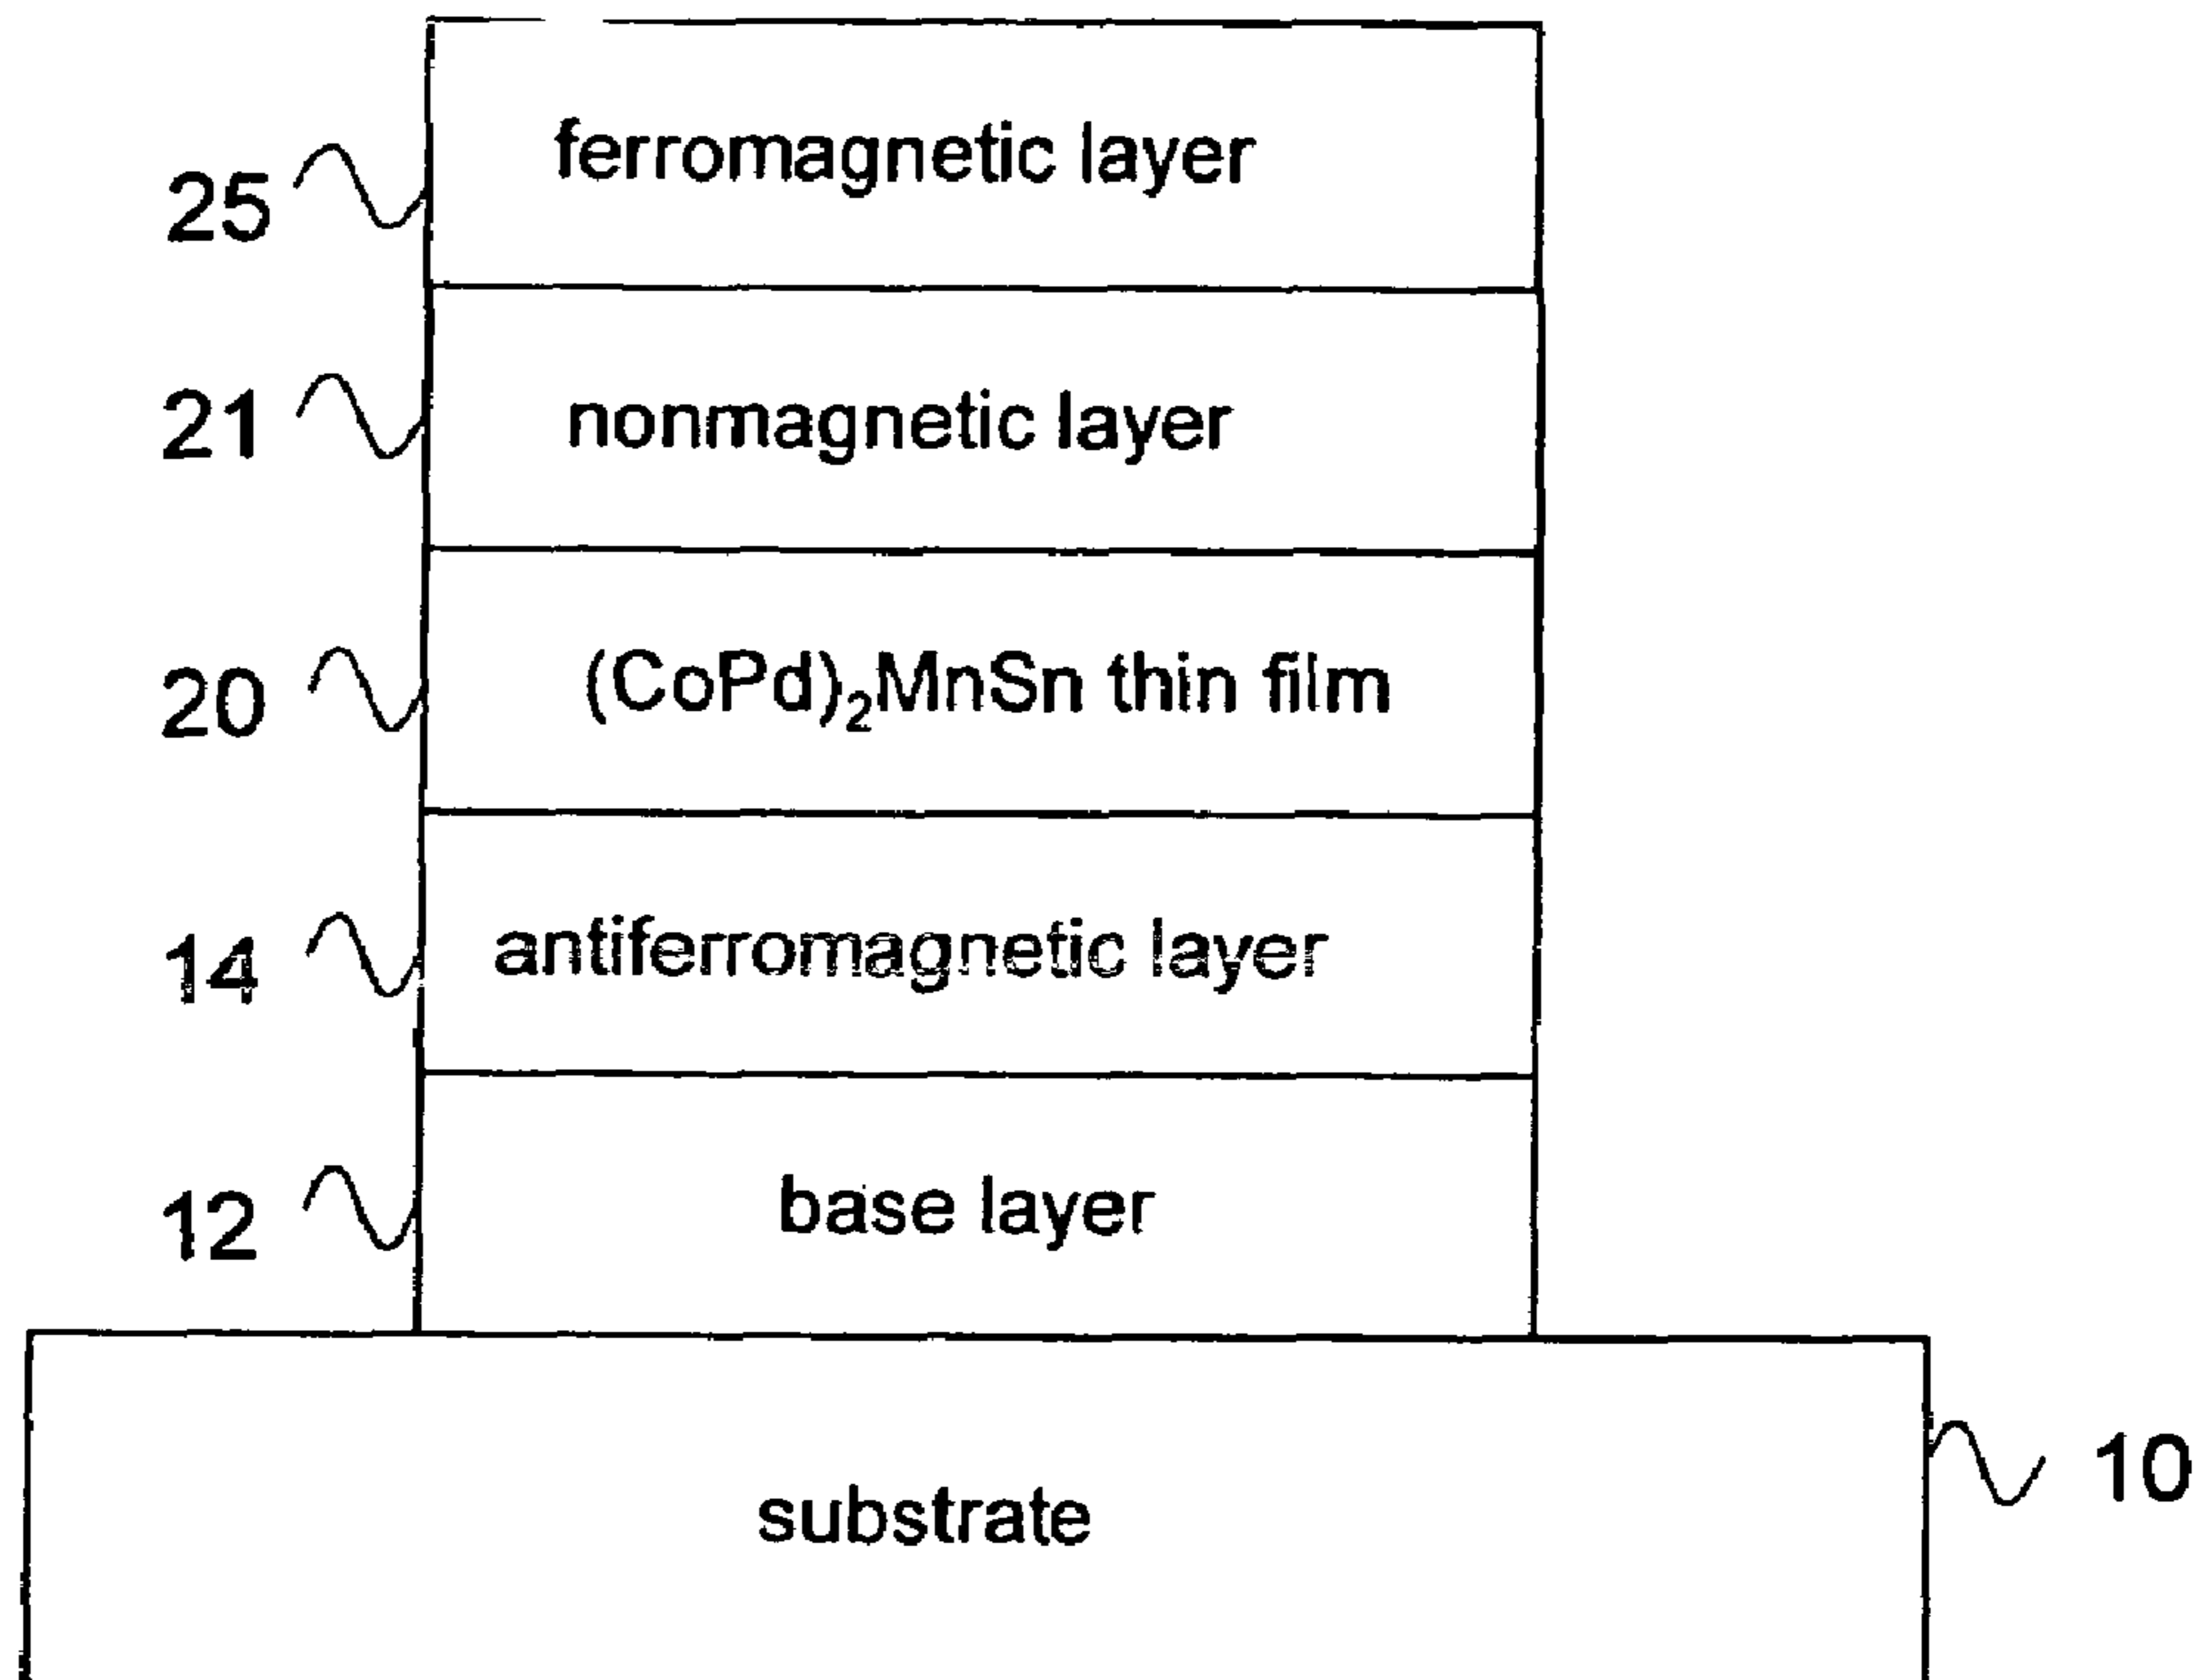 25 ferromagnetic layer
21 nonmagnetic layer
20 (CoPd)₂MnSn thin film
14 antiferromagnetic layer
12 base layer
substrate 10